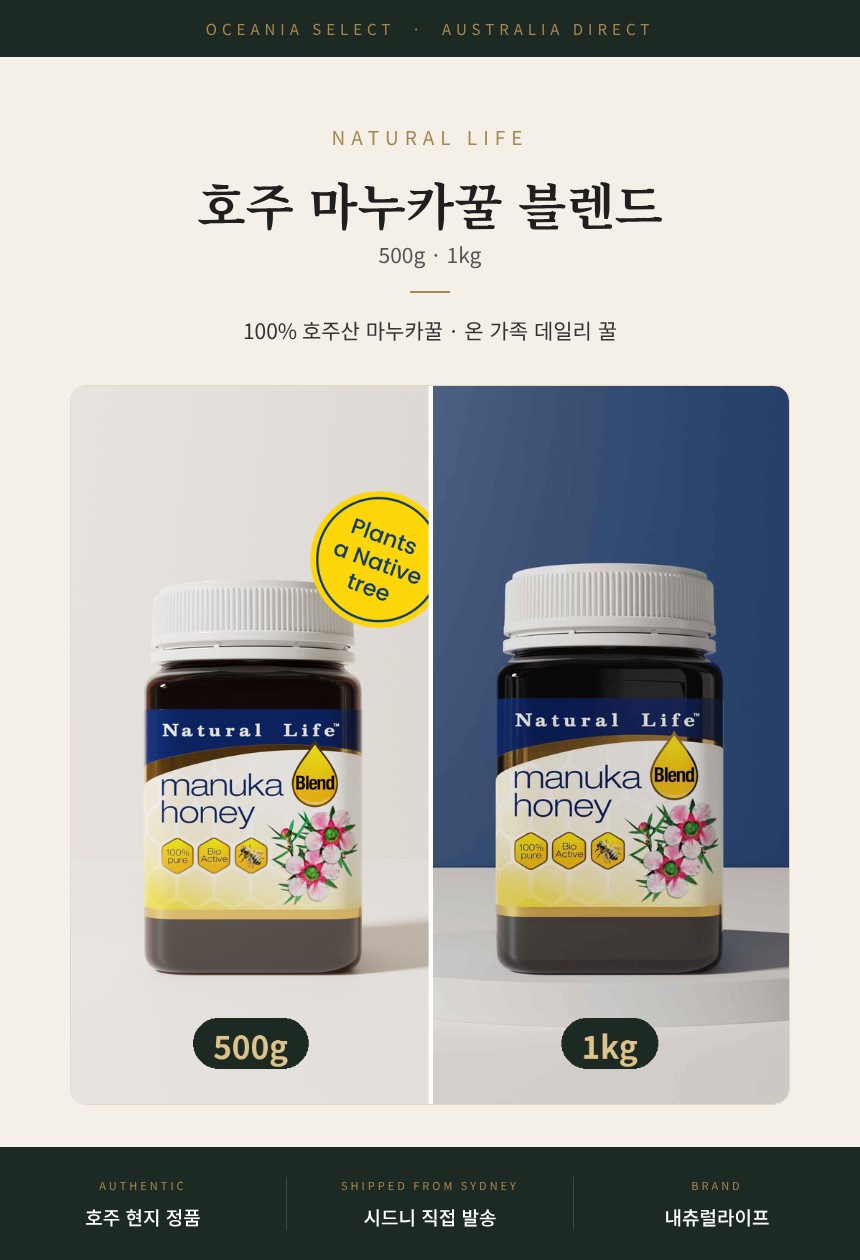 OCEANIA SELECT · AUSTRALIA DIRECT
NATURAL LIFE
호주 마누카꿀 블렌드
500g · 1kg
100% 호주산 마누카꿀 · 온 가족 데일리 꿀
Plants
a Native
tree
Natural Life™
manuka
honey
Blend
100%
pure
Bio
Active
500g
Natural Life™
manuka
honey
Blend
100%
pure
Bio
Active
1kg
AUTHENTIC
호주 현지 정품
SHIPPED FROM SYDNEY
시드니 직접 발송
BRAND
내츄럴라이프